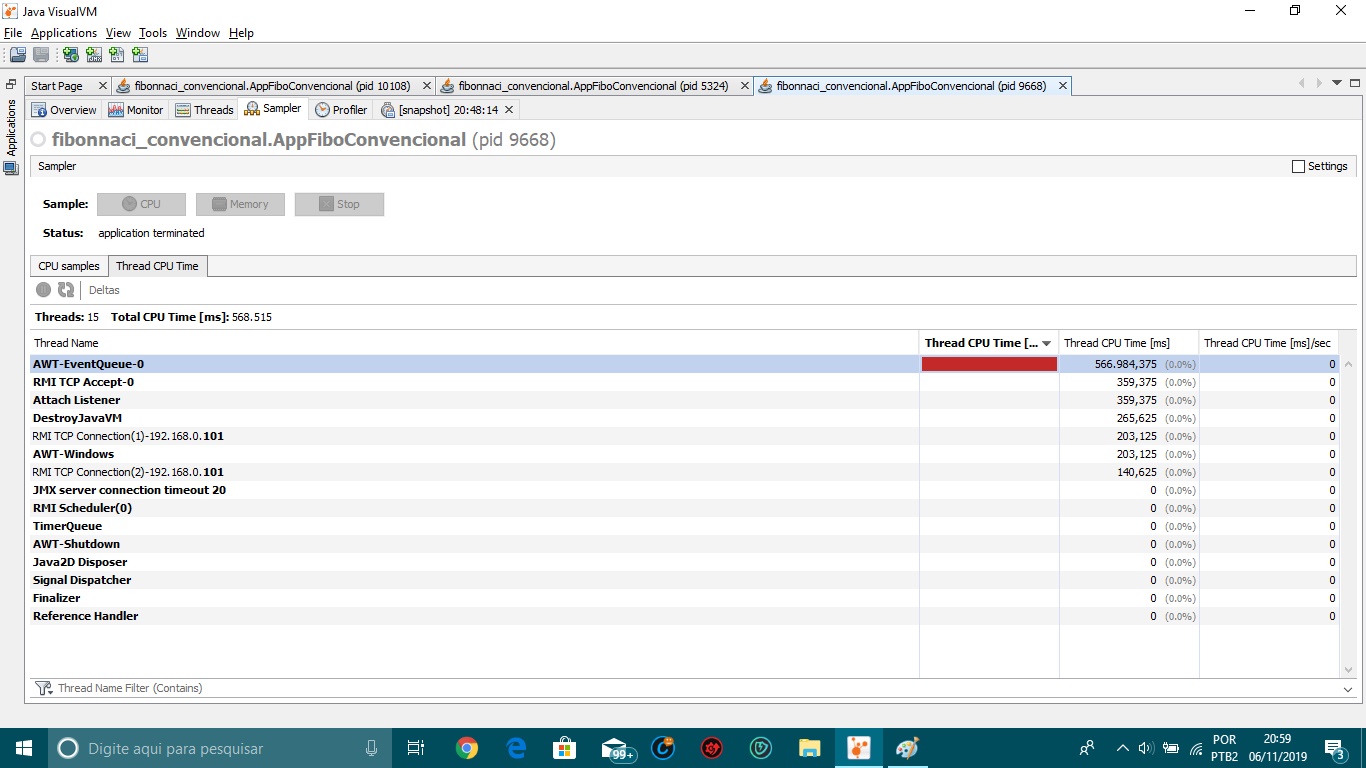 Java VisualVM
File Applications View Tools Window Help
Applications
Start Page fibonnaci_convencional.AppFiboConvencional (pid 10108) fibonnaci_convencional.AppFiboConvencional (pid 5324) fibonnaci_convencional.AppFiboConvencional (pid 9668)
Overview Monitor Threads Sampler Profiler [snapshot] 20:48:14
fibonnaci_convencional.AppFiboConvencional (pid 9668)
Sampler Settings
Sample: CPU Memory Stop
Status: application terminated
CPU samples Thread CPU Time
Deltas
Threads: 15 Total CPU Time [ms]: 568.515
Thread Name Thread CPU Time [... Thread CPU Time [ms] Thread CPU Time [ms]/sec
AWT-EventQueue-0 566.984,375 (0.0%) 0
RMI TCP Accept-0 359,375 (0.0%) 0
Attach Listener 359,375 (0.0%) 0
DestroyJavaVM 265,625 (0.0%) 0
RMI TCP Connection(1)-192.168.0.101 203,125 (0.0%) 0
AWT-Windows 203,125 (0.0%) 0
RMI TCP Connection(2)-192.168.0.101 140,625 (0.0%) 0
JMX server connection timeout 20 0 (0.0%) 0
RMI Scheduler(0) 0 (0.0%) 0
TimerQueue 0 (0.0%) 0
AWT-Shutdown 0 (0.0%) 0
Java2D Disposer 0 (0.0%) 0
Signal Dispatcher 0 (0.0%) 0
Finalizer 0 (0.0%) 0
Reference Handler 0 (0.0%) 0
Thread Name Filter (Contains)
Digite aqui para pesquisar 99+ POR 20:59
PTB2 06/11/2019 3